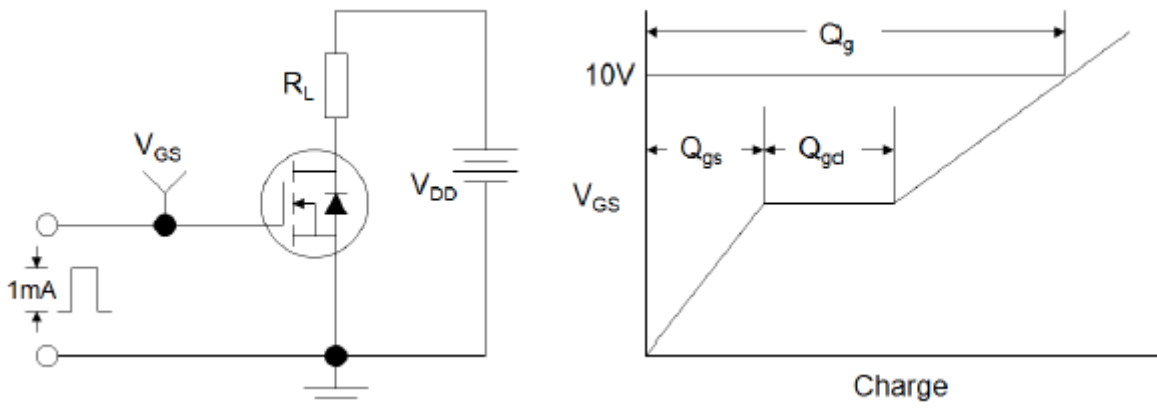 R_L
V_GS
V_DD
1mA
Q_g
10V
Q_gs
Q_gd
V_GS
Charge